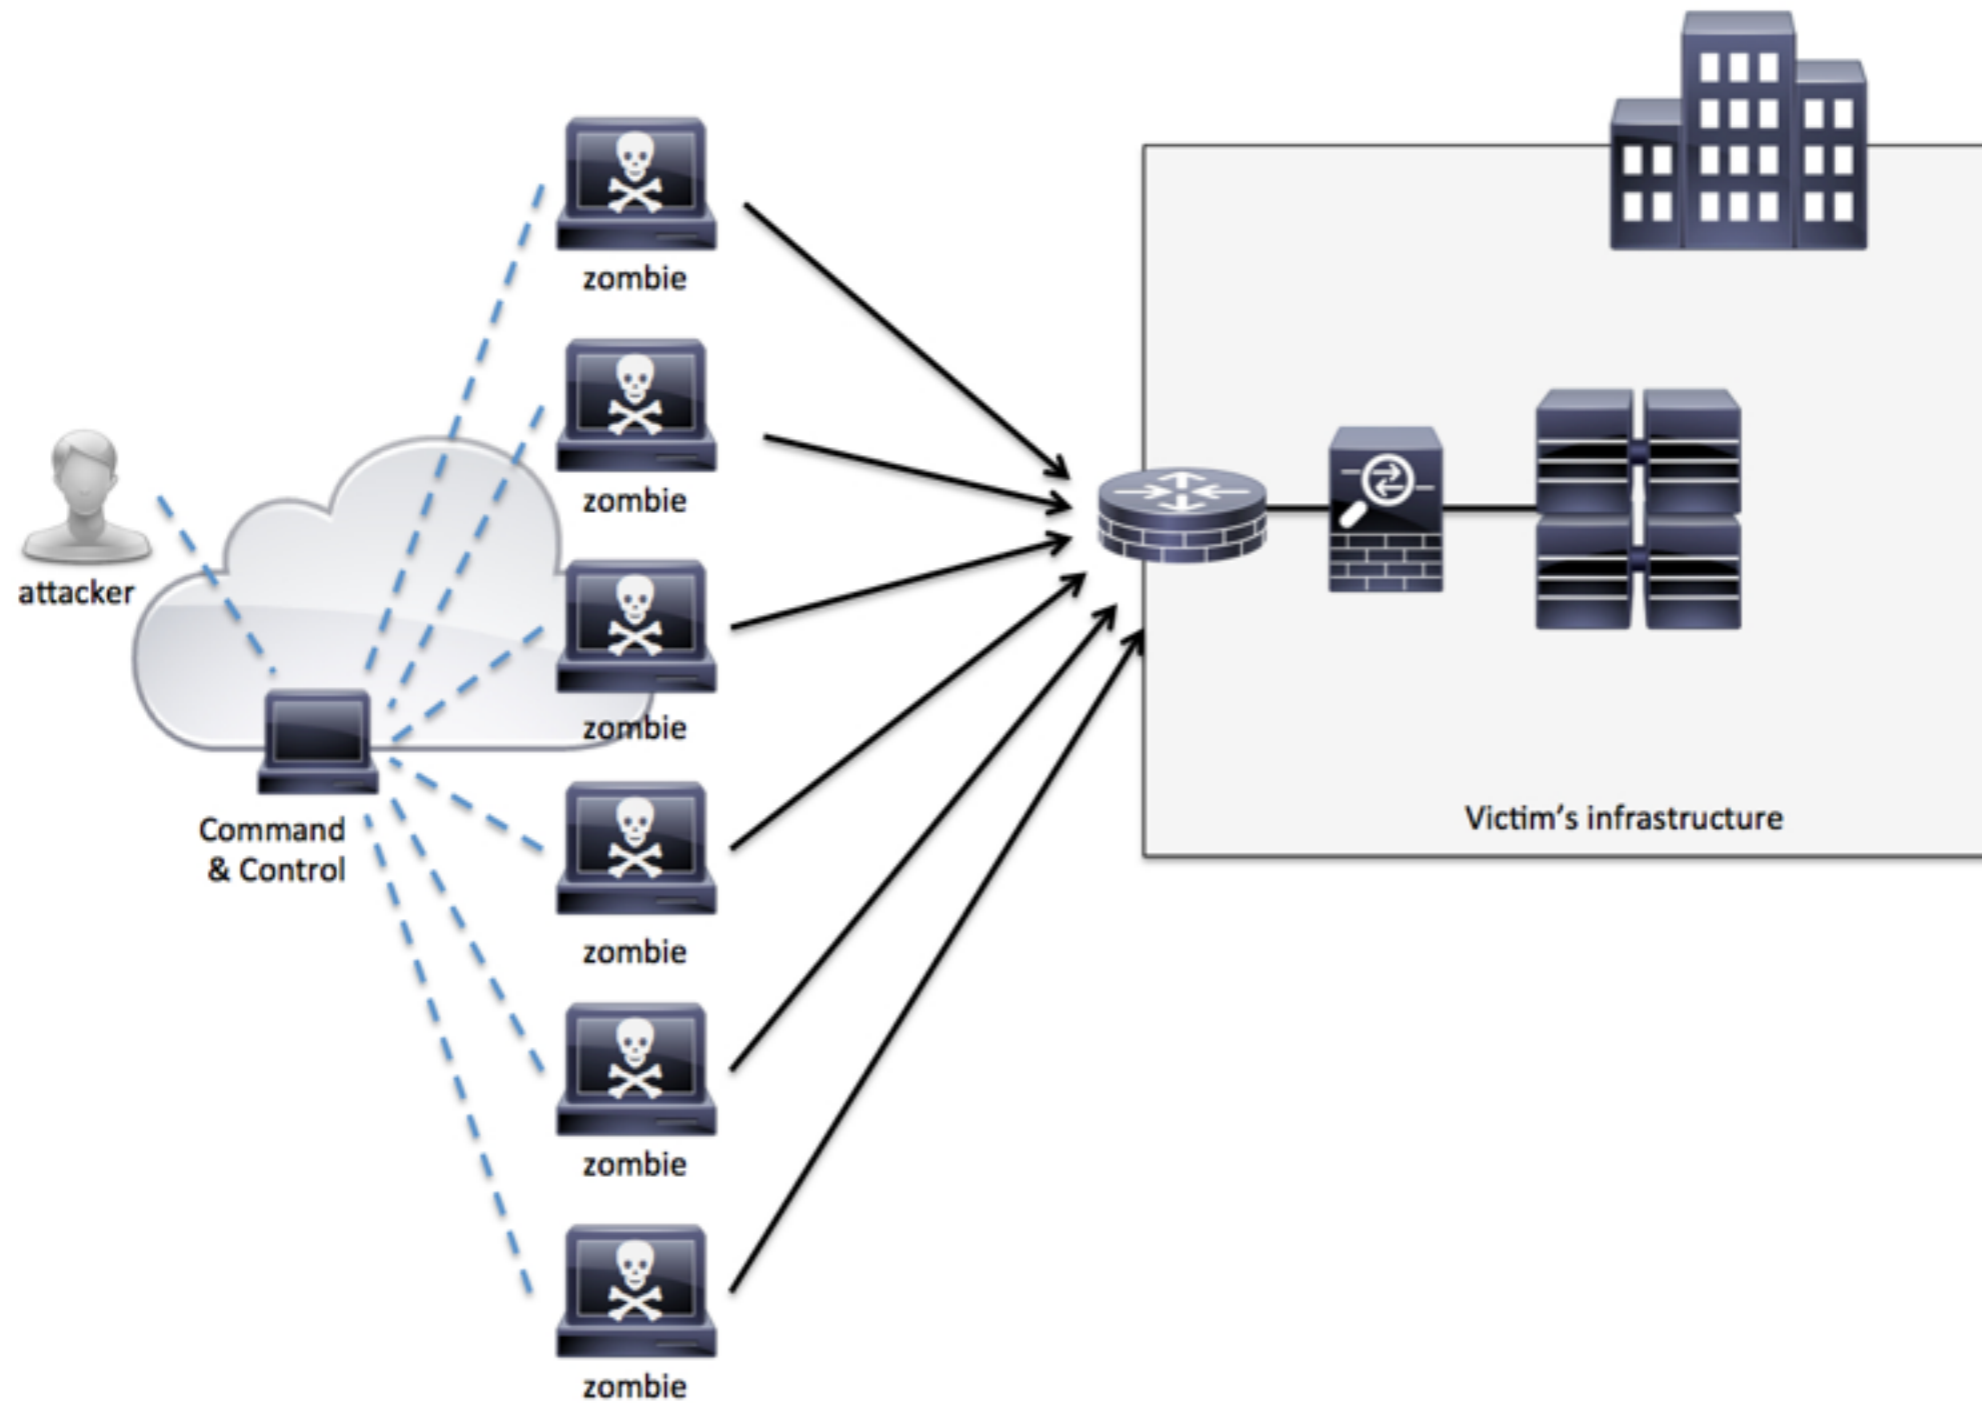 zombie
zombie
attacker
zombie
Command
& Control
Victim's infrastructure
zombie
zombie
zombie